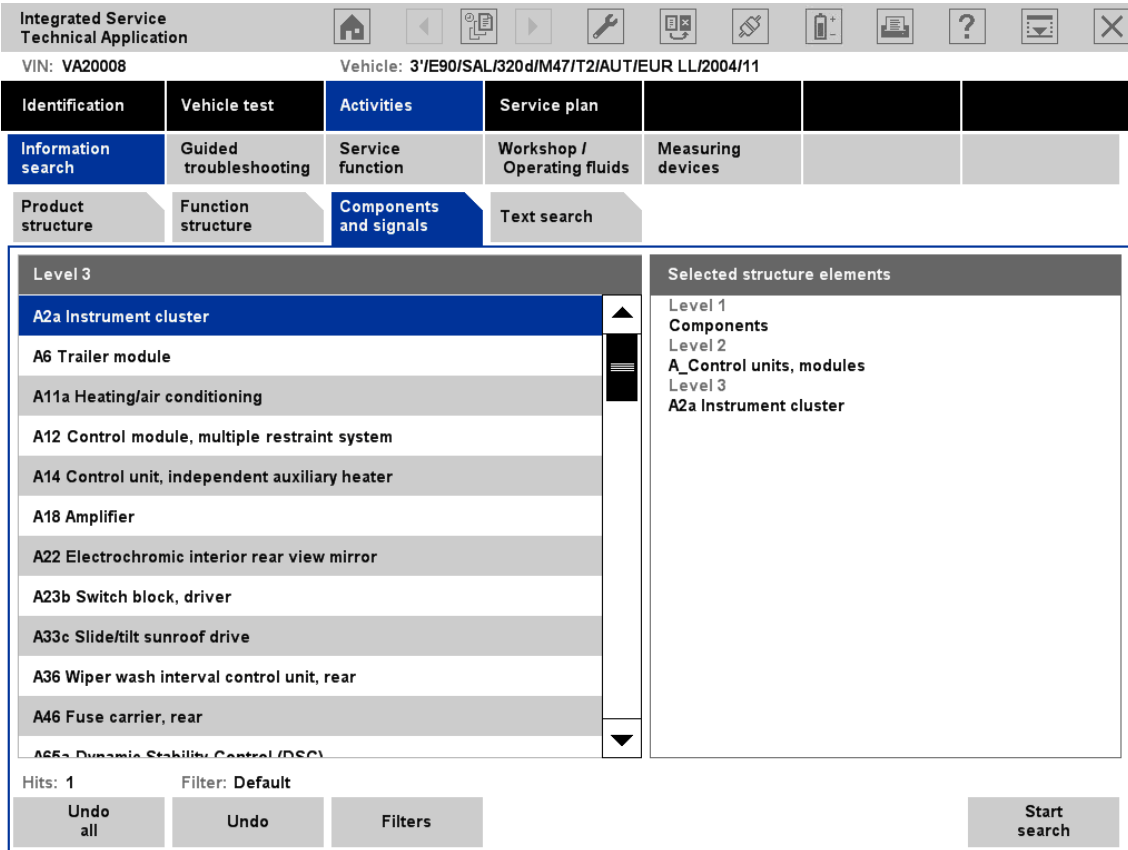 Integrated Service
Technical Application
?
VIN: VA20008
Vehicle: 3'/E90/SAL/320d/M47/T2/AUT/EUR LL/2004/11
Identification
Vehicle test
Activities
Service plan
Information
search
Guided
troubleshooting
Service
function
Workshop /
Operating fluids
Measuring
devices
Product
structure
Function
structure
Components
and signals
Text search
Level 3
A2a Instrument cluster
A6 Trailer module
A11a Heating/air conditioning
A12 Control module, multiple restraint system
A14 Control unit, independent auxiliary heater
A18 Amplifier
A22 Electrochromic interior rear view mirror
A23b Switch block, driver
A33c Slide/tilt sunroof drive
A36 Wiper wash interval control unit, rear
A46 Fuse carrier, rear
A65a Dynamic Stability Control (DSC)
Selected structure elements
Level 1
Components
Level 2
A_Control units, modules
Level 3
A2a Instrument cluster
Hits: 1
Filter: Default
Undo
all
Undo
Filters
Start
search